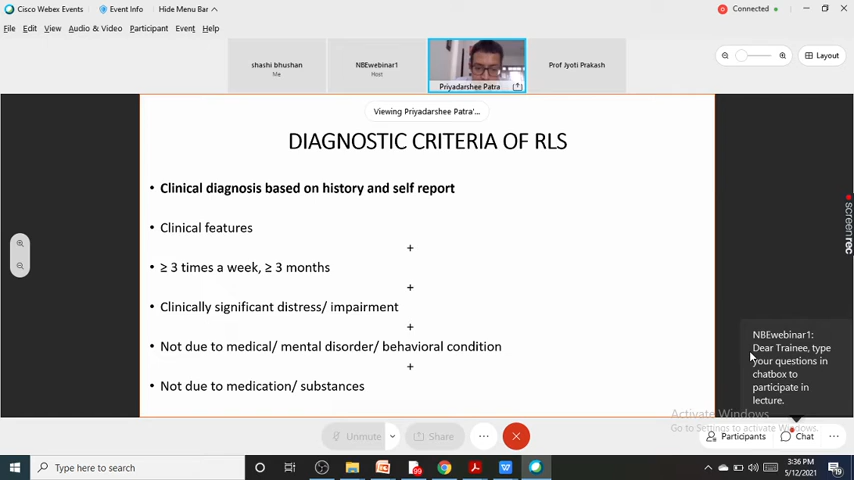 Cisco Webex Events
Event Info
Hide Menu Bar
Connected
File Edit View Audio & Video Participant Event Help
shashi bhushan
Me
NBEwebinar1
Host
Priyadarshee Patra
Prof Jyoti Prakash
Layout
Viewing Priyadarshee Patra'...
DIAGNOSTIC CRITERIA OF RLS
• Clinical diagnosis based on history and self report
• Clinical features
+
• ≥ 3 times a week, ≥ 3 months
+
• Clinically significant distress/ impairment
+
• Not due to medical/ mental disorder/ behavioral condition
+
• Not due to medication/ substances
screenrec
NBEwebinar1:
Dear Trainee, type
your questions in
chatbox to
participate in
lecture.
Activate Windows
Go to Settings to activate Windows.
Unmute
Share
Participants
Chat
Type here to search
99
3:36 PM
5/12/2021
19